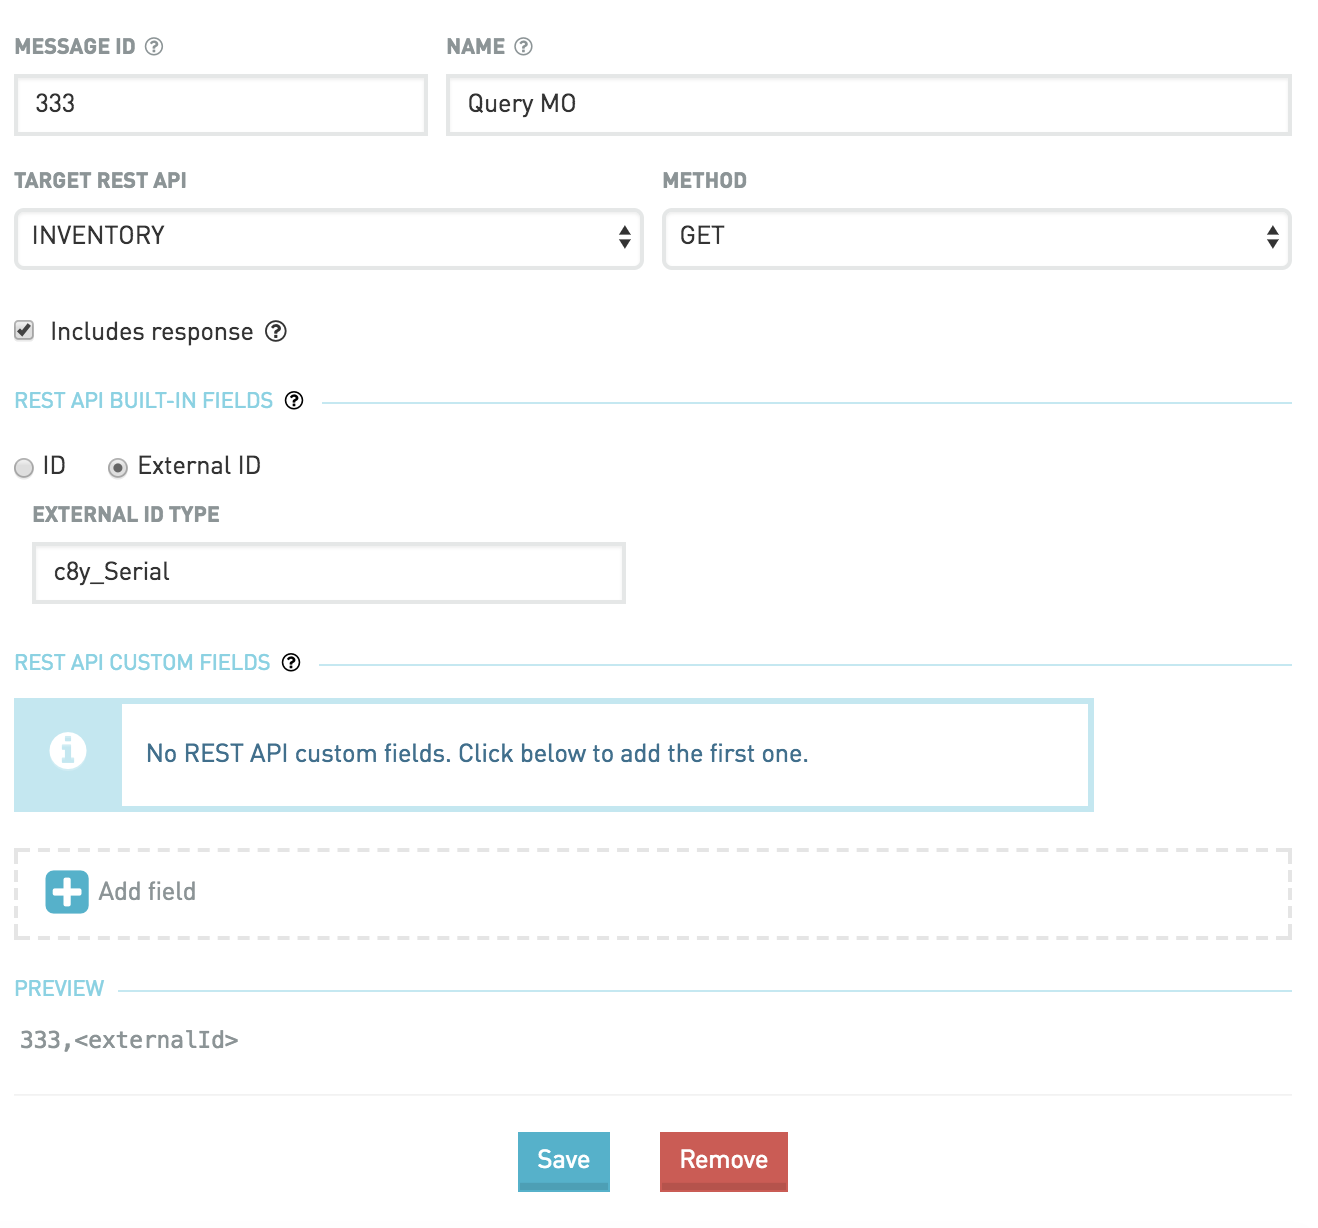 MESSAGE ID
NAME
333
Query MO
TARGET REST API
METHOD
INVENTORY
GET
Includes response
REST API BUILT-IN FIELDS
ID
External ID
EXTERNAL ID TYPE
c8y_Serial
REST API CUSTOM FIELDS
No REST API custom fields. Click below to add the first one.
Add field
PREVIEW
333,<externalId>
Save
Remove